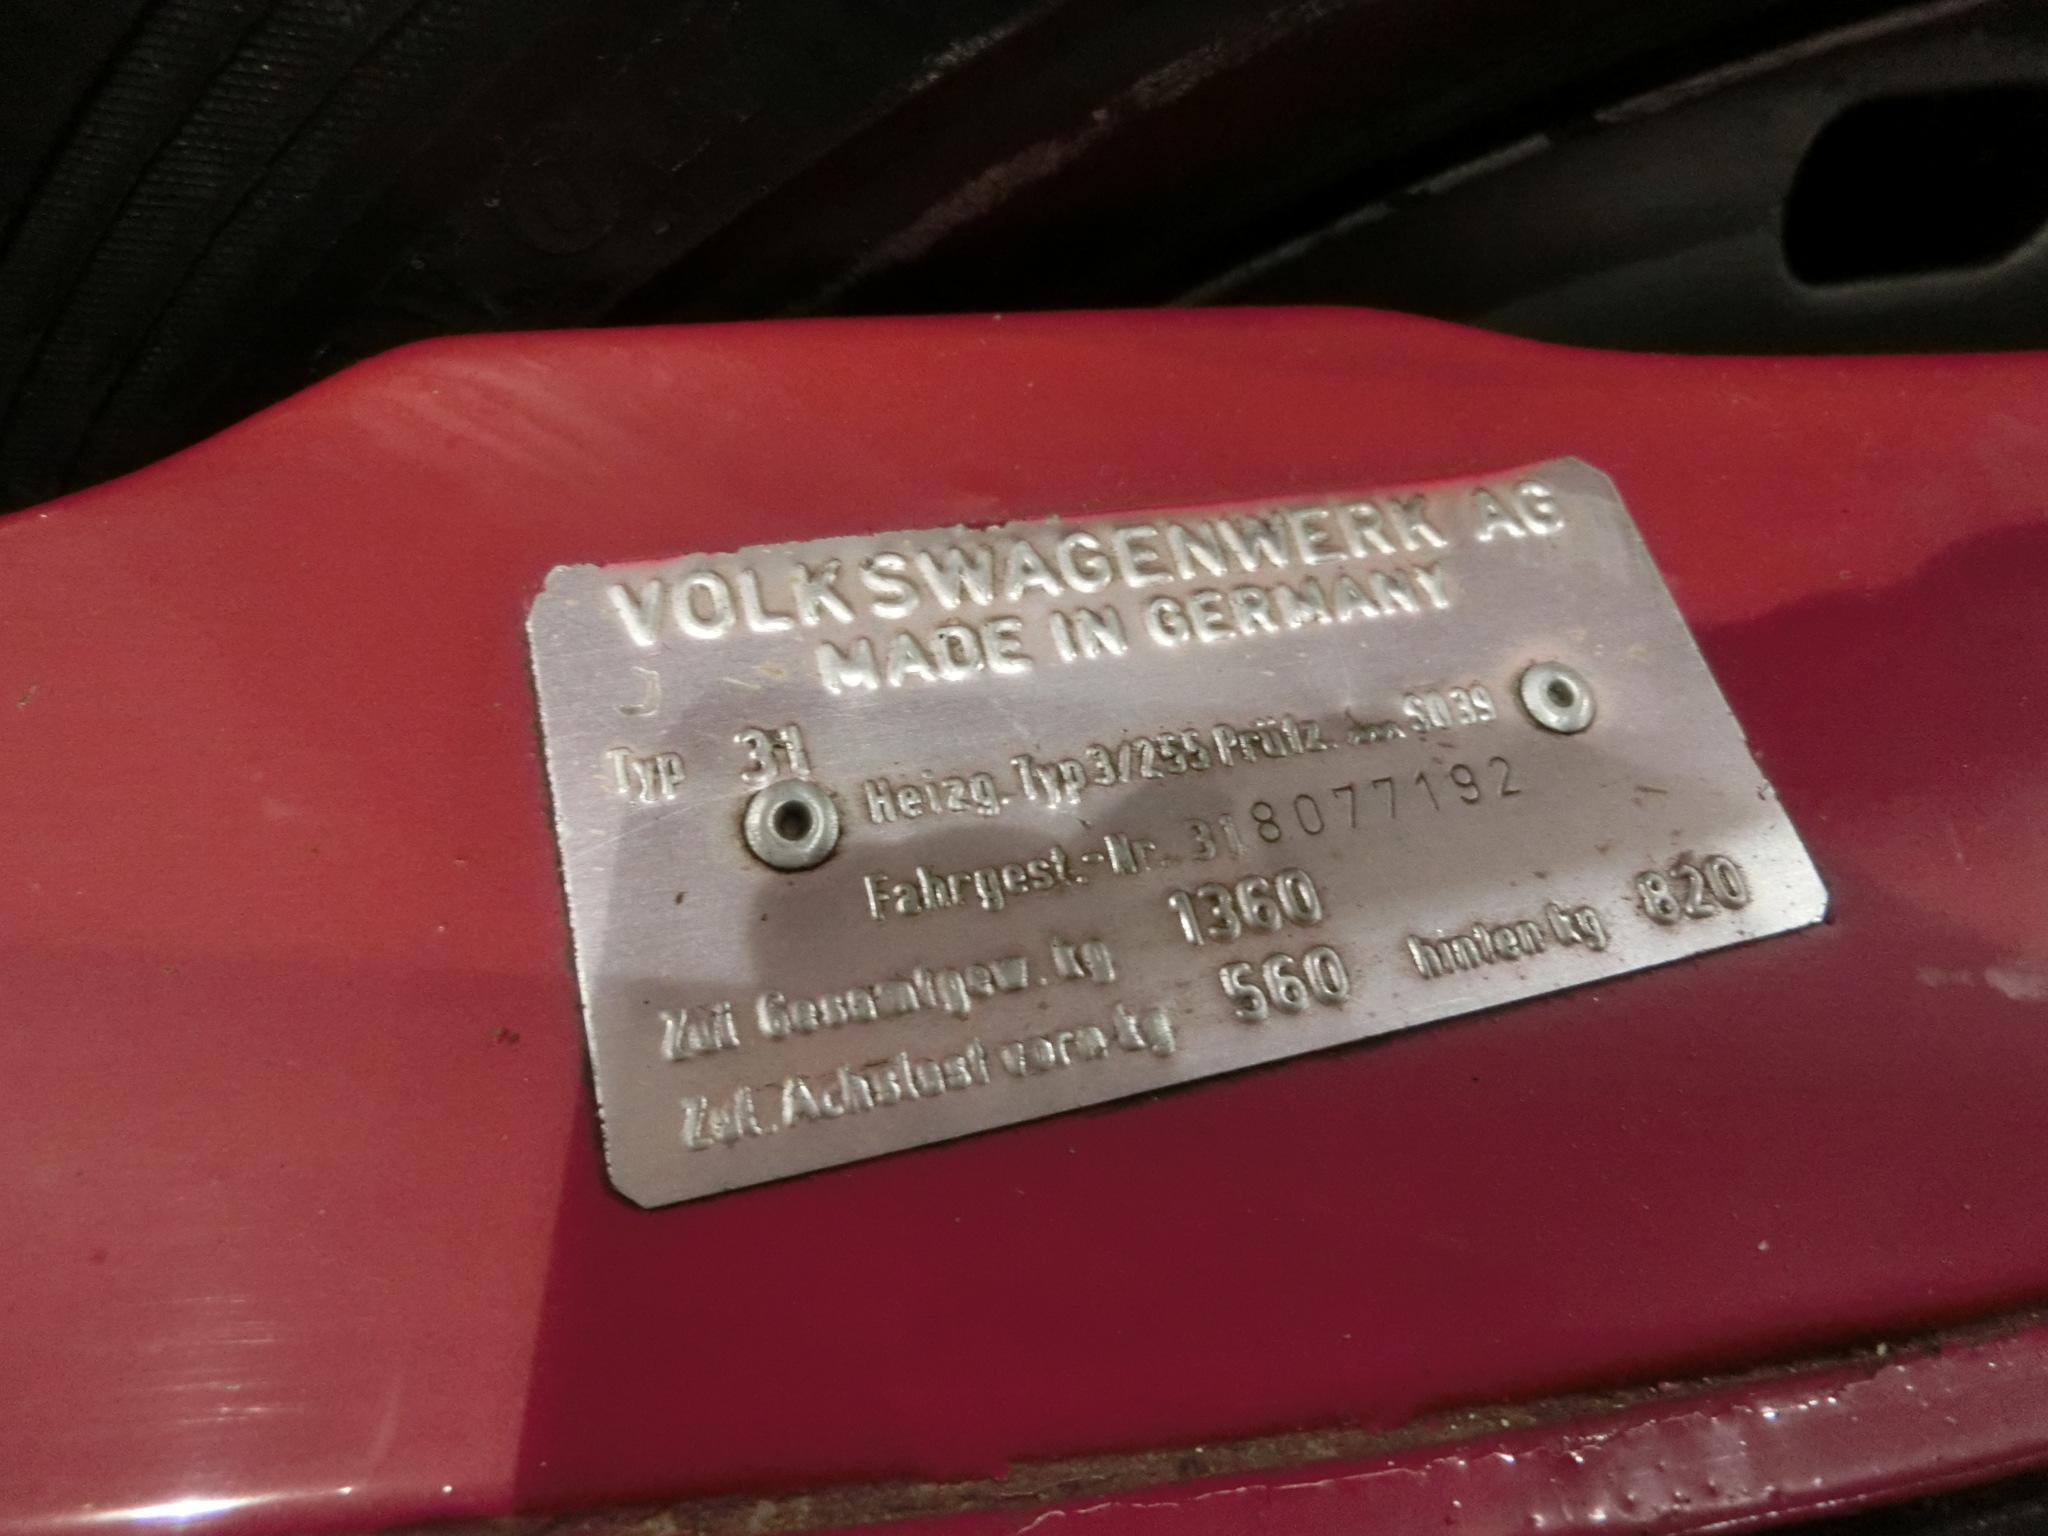 VOLKSWAGENWERK AG
MADE IN GERMANY
J
Typ 31
Heizg. Typ 3/255 Prüfz. S039
Fahrgest.-Nr. 318077192
Zul. Gesamtgew. kg 1360
Zul. Achslast vorn kg 560 hinten kg 820